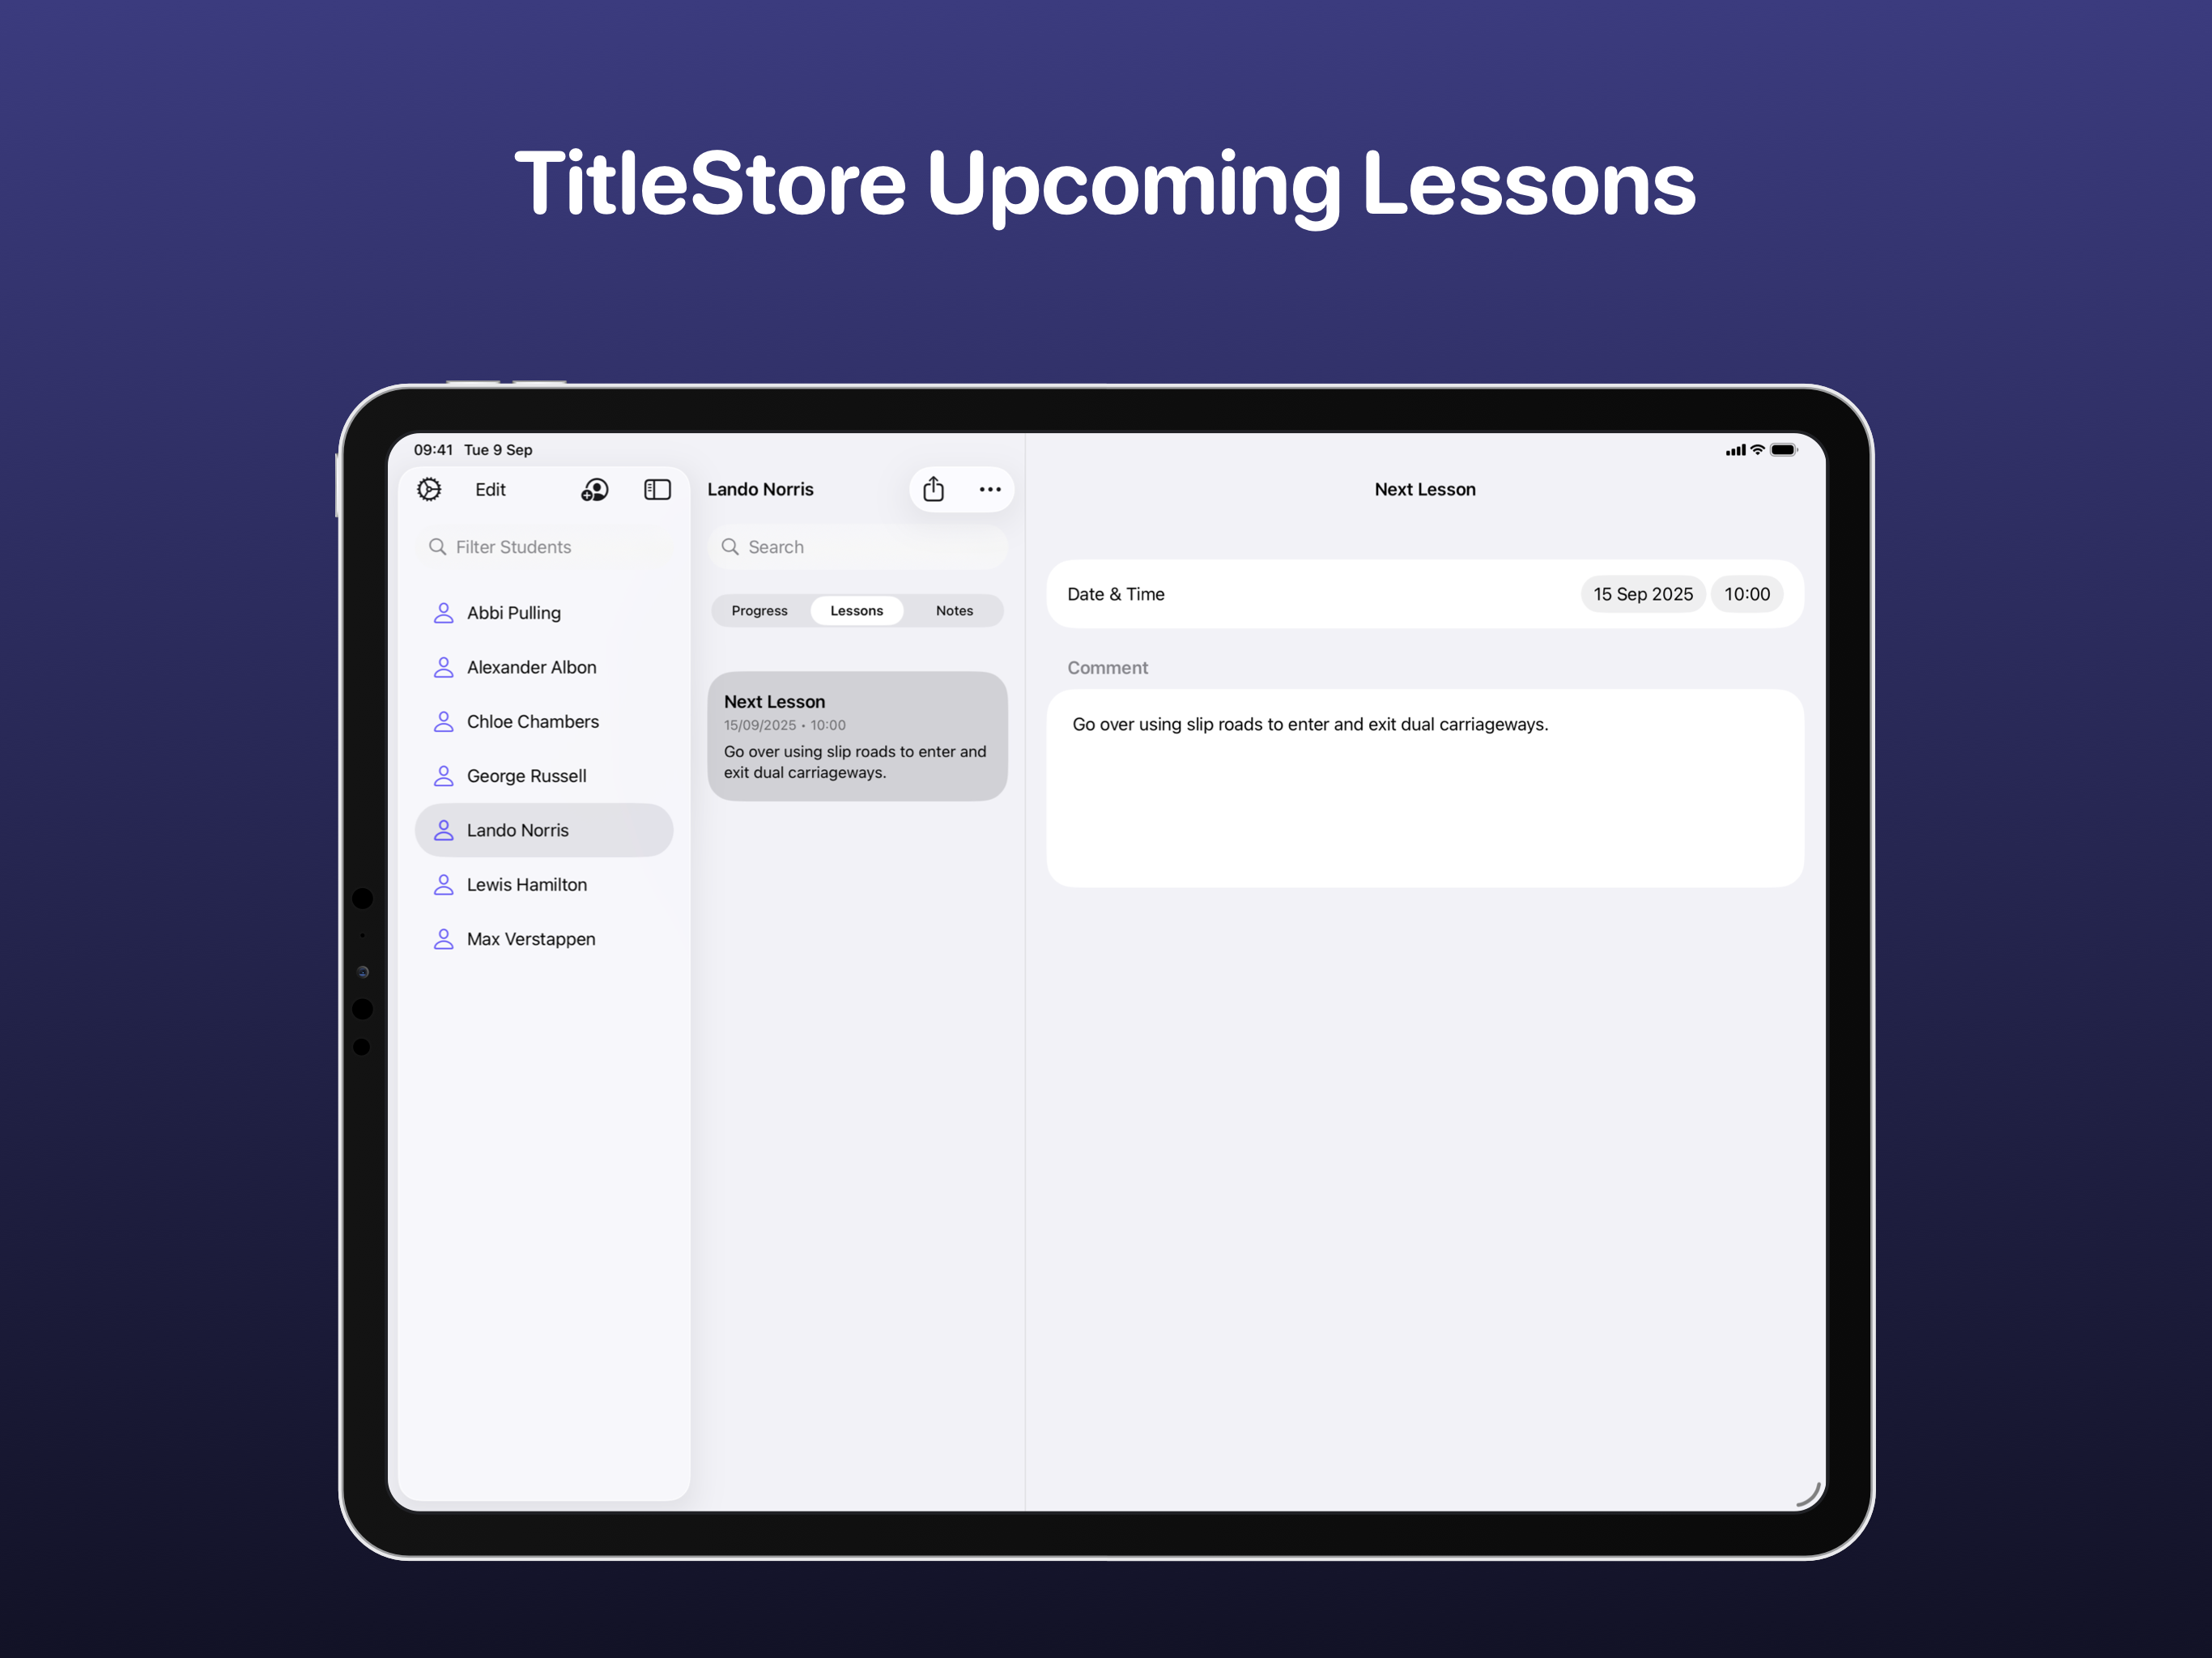 TitleStore Upcoming Lessons
09:41 Tue 9 Sep
Edit
Filter Students
Abbi Pulling
Alexander Albon
Chloe Chambers
George Russell
Lando Norris
Lewis Hamilton
Max Verstappen
Lando Norris
Search
Progress Lessons Notes
Next Lesson
15/09/2025 • 10:00
Go over using slip roads to enter and
exit dual carriageways.
Next Lesson
Date & Time 15 Sep 2025 10:00
Comment
Go over using slip roads to enter and exit dual carriageways.